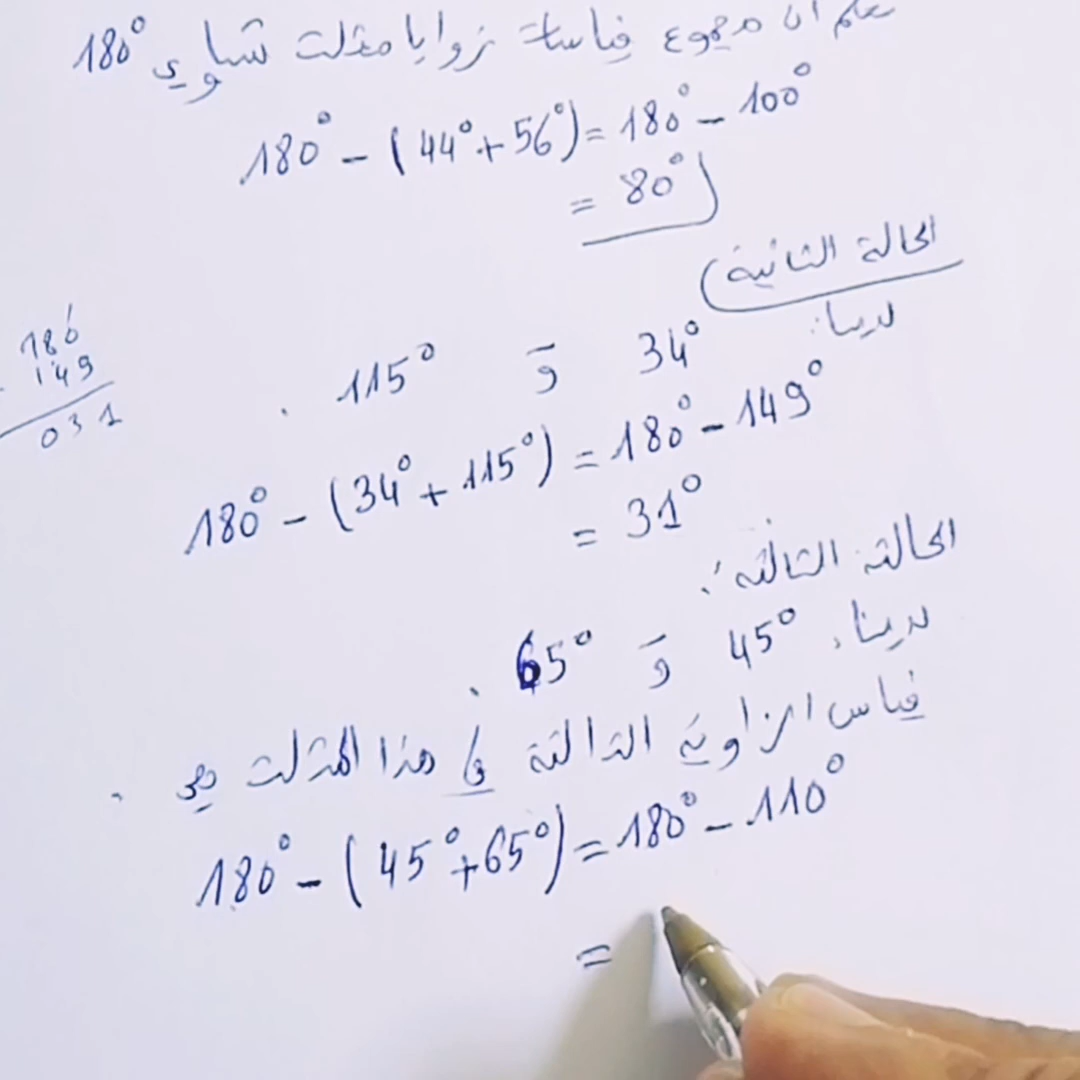 نعلم أن مجموع قياسات زوايا مثلث تساوي 180°
180° - (44° + 56°) = 180° - 100°
= 80°
الحالة الثانية
لدينا:
34° و 115° .
180
- 149
031
180° - (34° + 115°) = 180° - 149°
= 31°
الحالة الثالثة :
لدينا: 45° و 65° .
قياس الزاوية الثالثة في هذا المثلث هي .
180° - (45° + 65°) = 180° - 110°
=